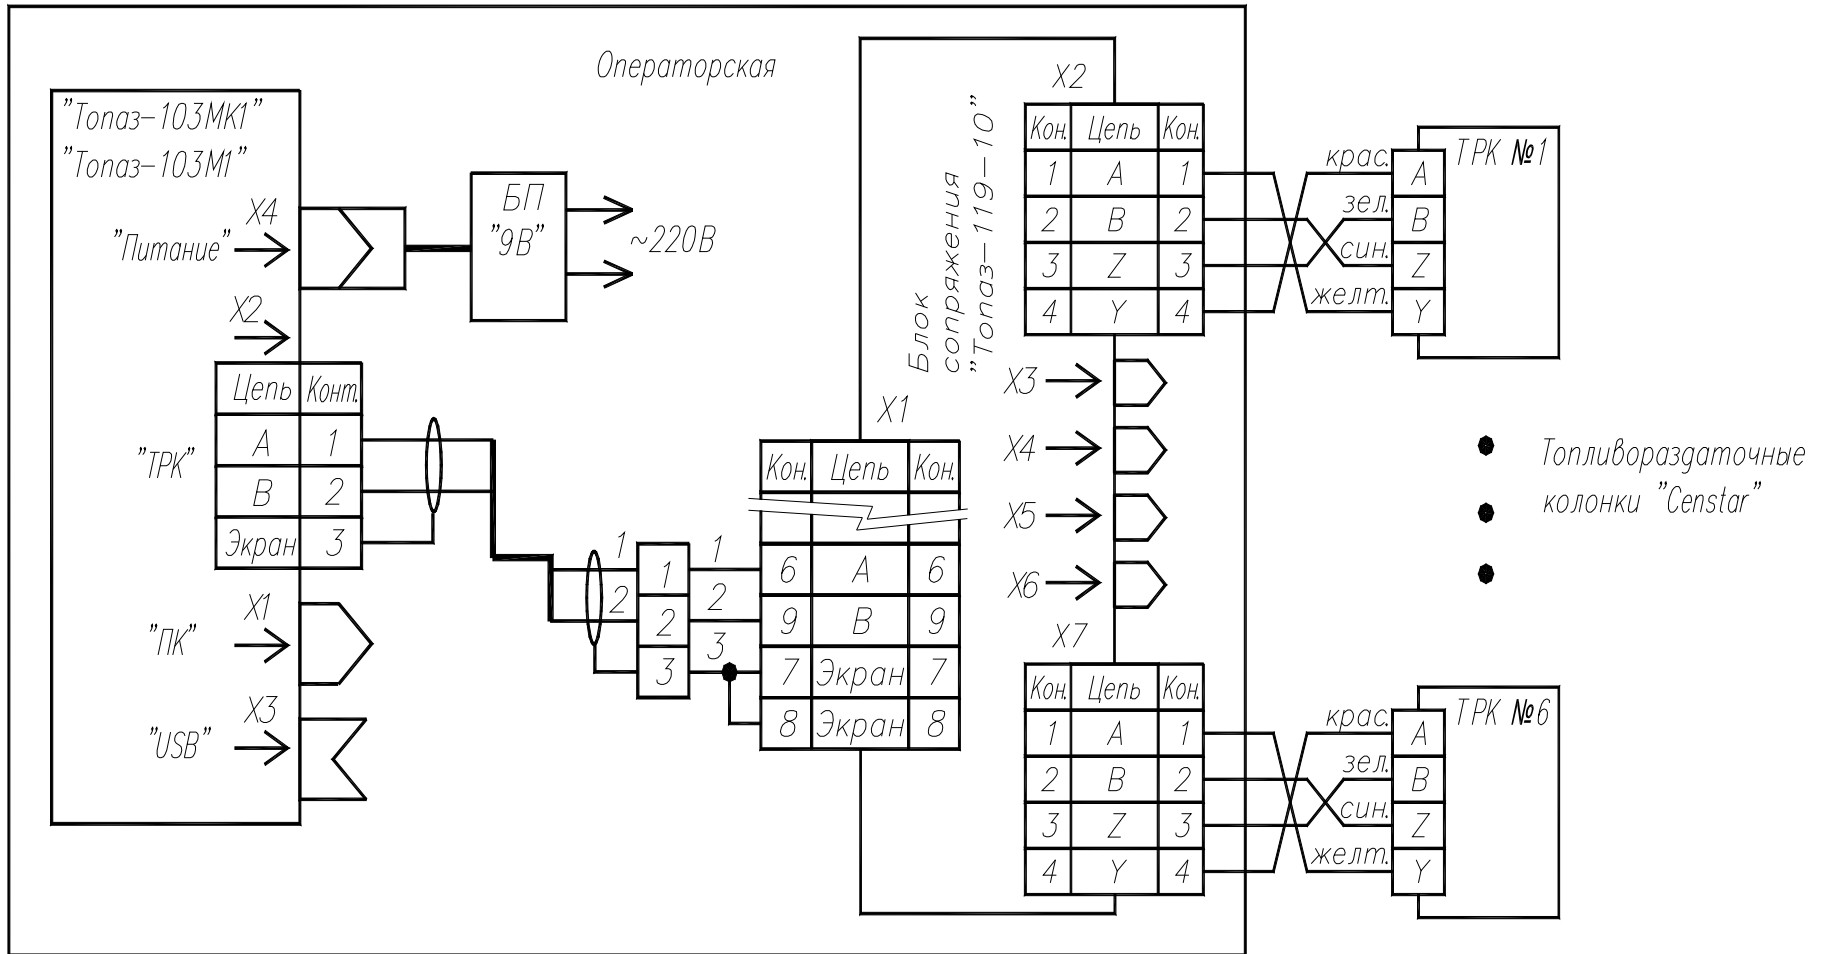 Операторская
"Топаз-103МК1"
"Топаз-103М1"
X4
"Питание"
БП
"9В"
~220В
X2
Цепь Конт.
"ТРК"
A 1
B 2
Экран 3
X1
"ПК"
X3
"USB"
1 1
2 2
3
1
2
3
X1
Кон. Цепь Кон.
6 A 6
9 B 9
7 Экран 7
8 Экран 8
Блок
сопряжения
"Топаз-119-10"
X2
Кон. Цепь Кон.
1 A 1
2 B 2
3 Z 3
4 Y 4
X3
X4
X5
X6
X7
Кон. Цепь Кон.
1 A 1
2 B 2
3 Z 3
4 Y 4
ТРК №1
крас. A
зел. B
син. Z
желт. Y
Топливораздаточные
колонки "Censtar"
ТРК №6
крас. A
зел. B
син. Z
желт. Y